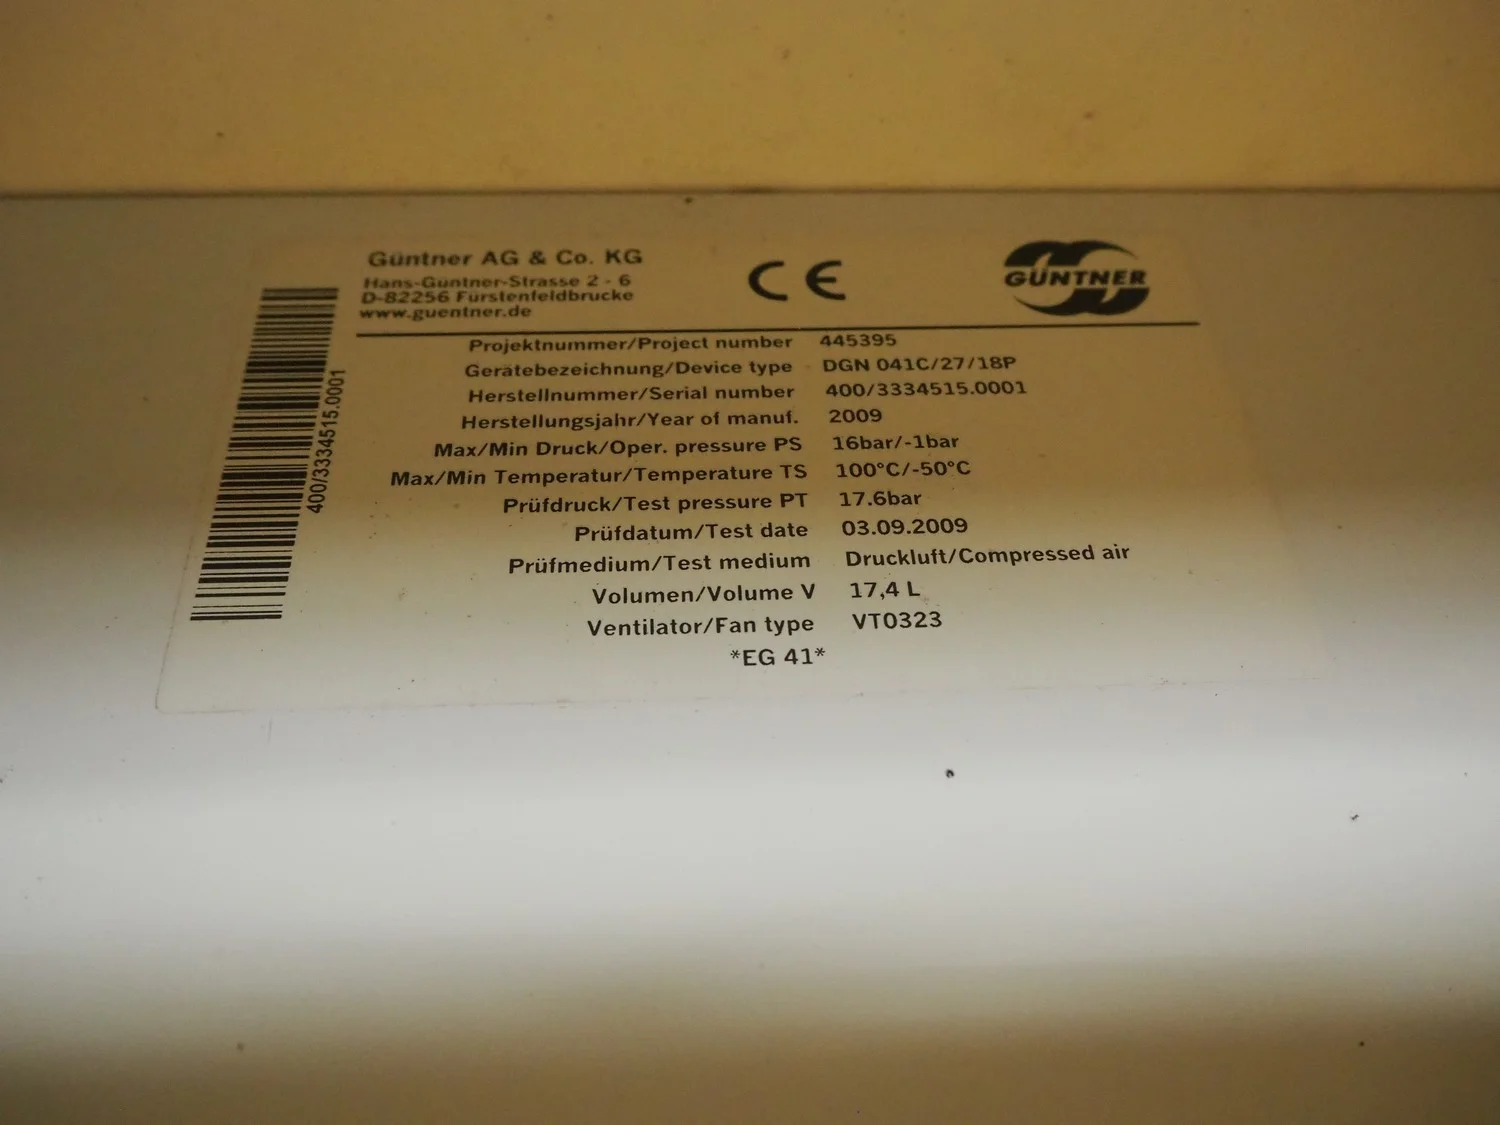 Güntner AG & Co. KG
Hans-Güntner-Strasse 2 - 6
D-82256 Fürstenfeldbrucke
www.guentner.de
CE
GÜNTNER
Projektnummer/Project number 445395
Gerätebezeichnung/Device type DGN 041C/27/18P
Herstellnummer/Serial number 400/3334515.0001
Herstellungsjahr/Year of manuf. 2009
Max/Min Druck/Oper. pressure PS 16bar/-1bar
Max/Min Temperatur/Temperature TS 100°C/-50°C
Prüfdruck/Test pressure PT 17.6bar
Prüfdatum/Test date 03.09.2009
Prüfmedium/Test medium Druckluft/Compressed air
Volumen/Volume V 17,4 L
Ventilator/Fan type VT0323
*EG 41*
400/3334515.0001